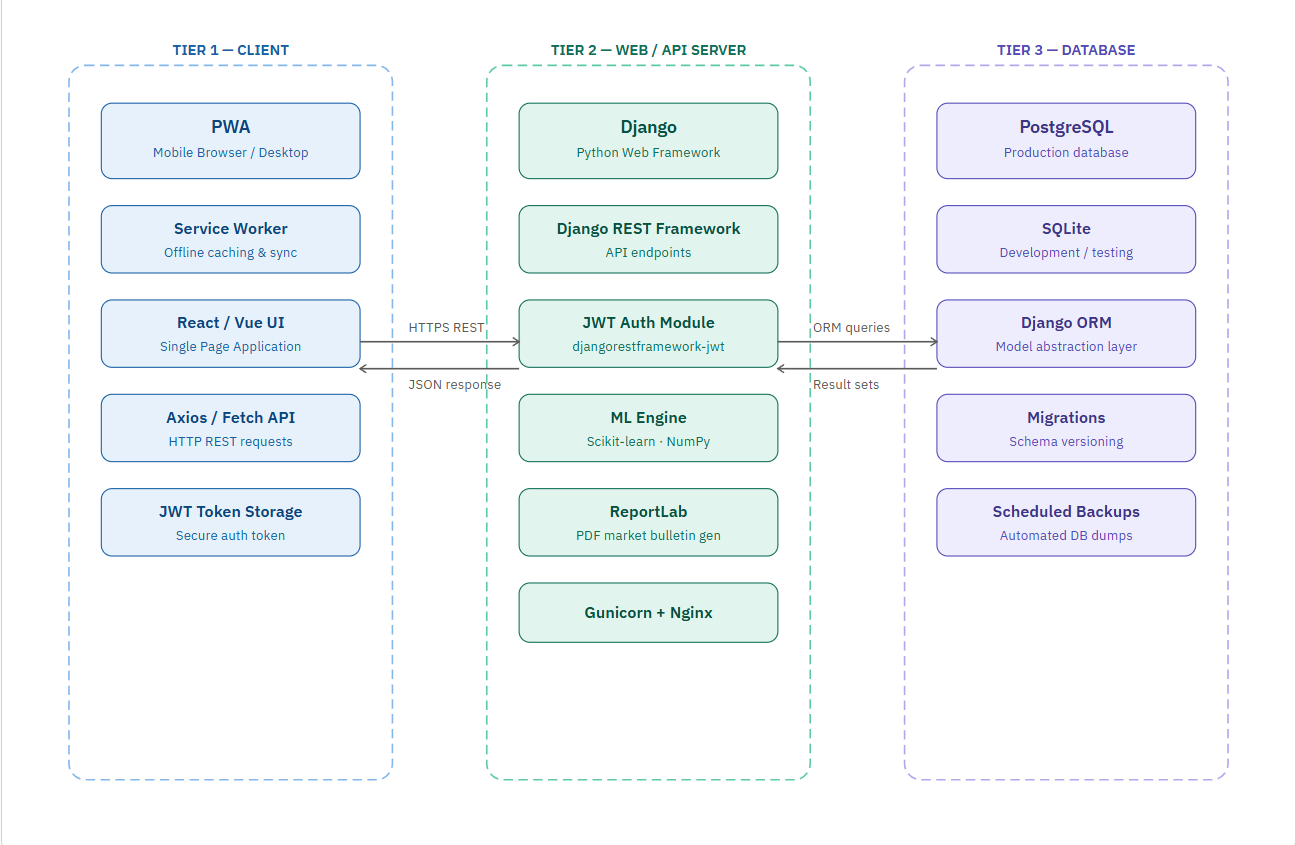 TIER 1 — CLIENT
PWA
Mobile Browser / Desktop
Service Worker
Offline caching & sync
React / Vue UI
Single Page Application
Axios / Fetch API
HTTP REST requests
JWT Token Storage
Secure auth token
HTTPS REST
JSON response
TIER 2 — WEB / API SERVER
Django
Python Web Framework
Django REST Framework
API endpoints
JWT Auth Module
djangorestframework-jwt
ML Engine
Scikit-learn · NumPy
ReportLab
PDF market bulletin gen
Gunicorn + Nginx
ORM queries
Result sets
TIER 3 — DATABASE
PostgreSQL
Production database
SQLite
Development / testing
Django ORM
Model abstraction layer
Migrations
Schema versioning
Scheduled Backups
Automated DB dumps